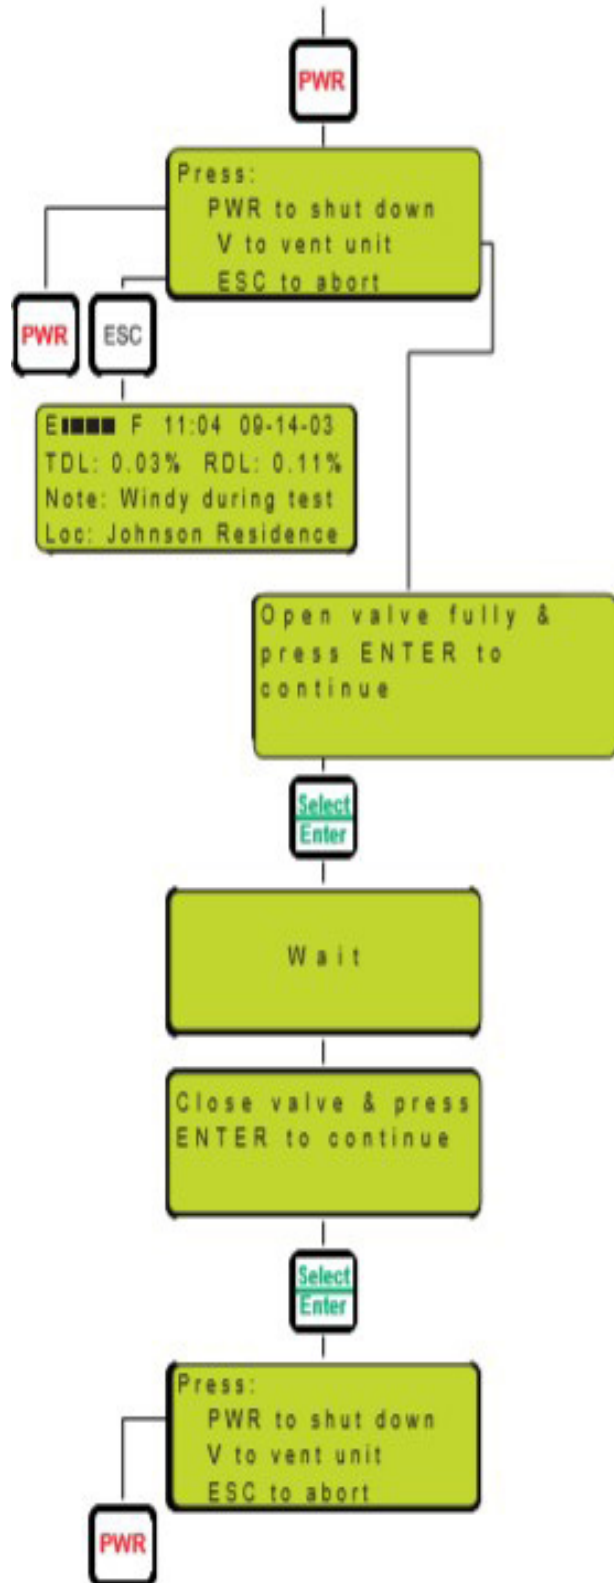 PWR
Press:
PWR to shut down
V to vent unit
ESC to abort
PWR
ESC
E F 11:04 09-14-03
TDL: 0.03% RDL: 0.11%
Note: Windy during test
Loc: Johnson Residence
Open valve fully &
press ENTER to
continue
Select
Enter
Wait
Close valve & press
ENTER to continue
Select
Enter
Press:
PWR to shut down
V to vent unit
ESC to abort
PWR